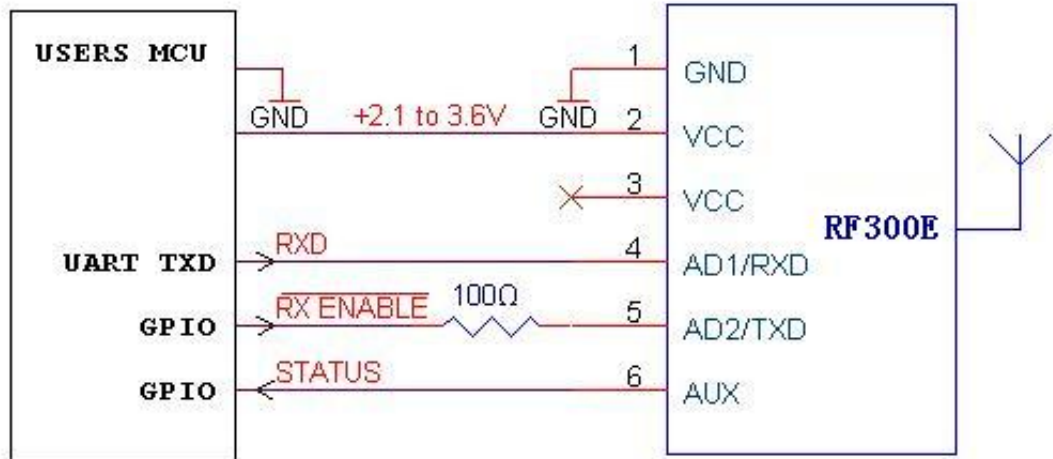 USERS MCU
GND
+2.1 to 3.6V
GND
1
GND
2
VCC
3
VCC
RF300E
UART TXD
RXD
4
AD1/RXD
GPIO
RX ENABLE
100Ω
5
AD2/TXD
GPIO
STATUS
6
AUX